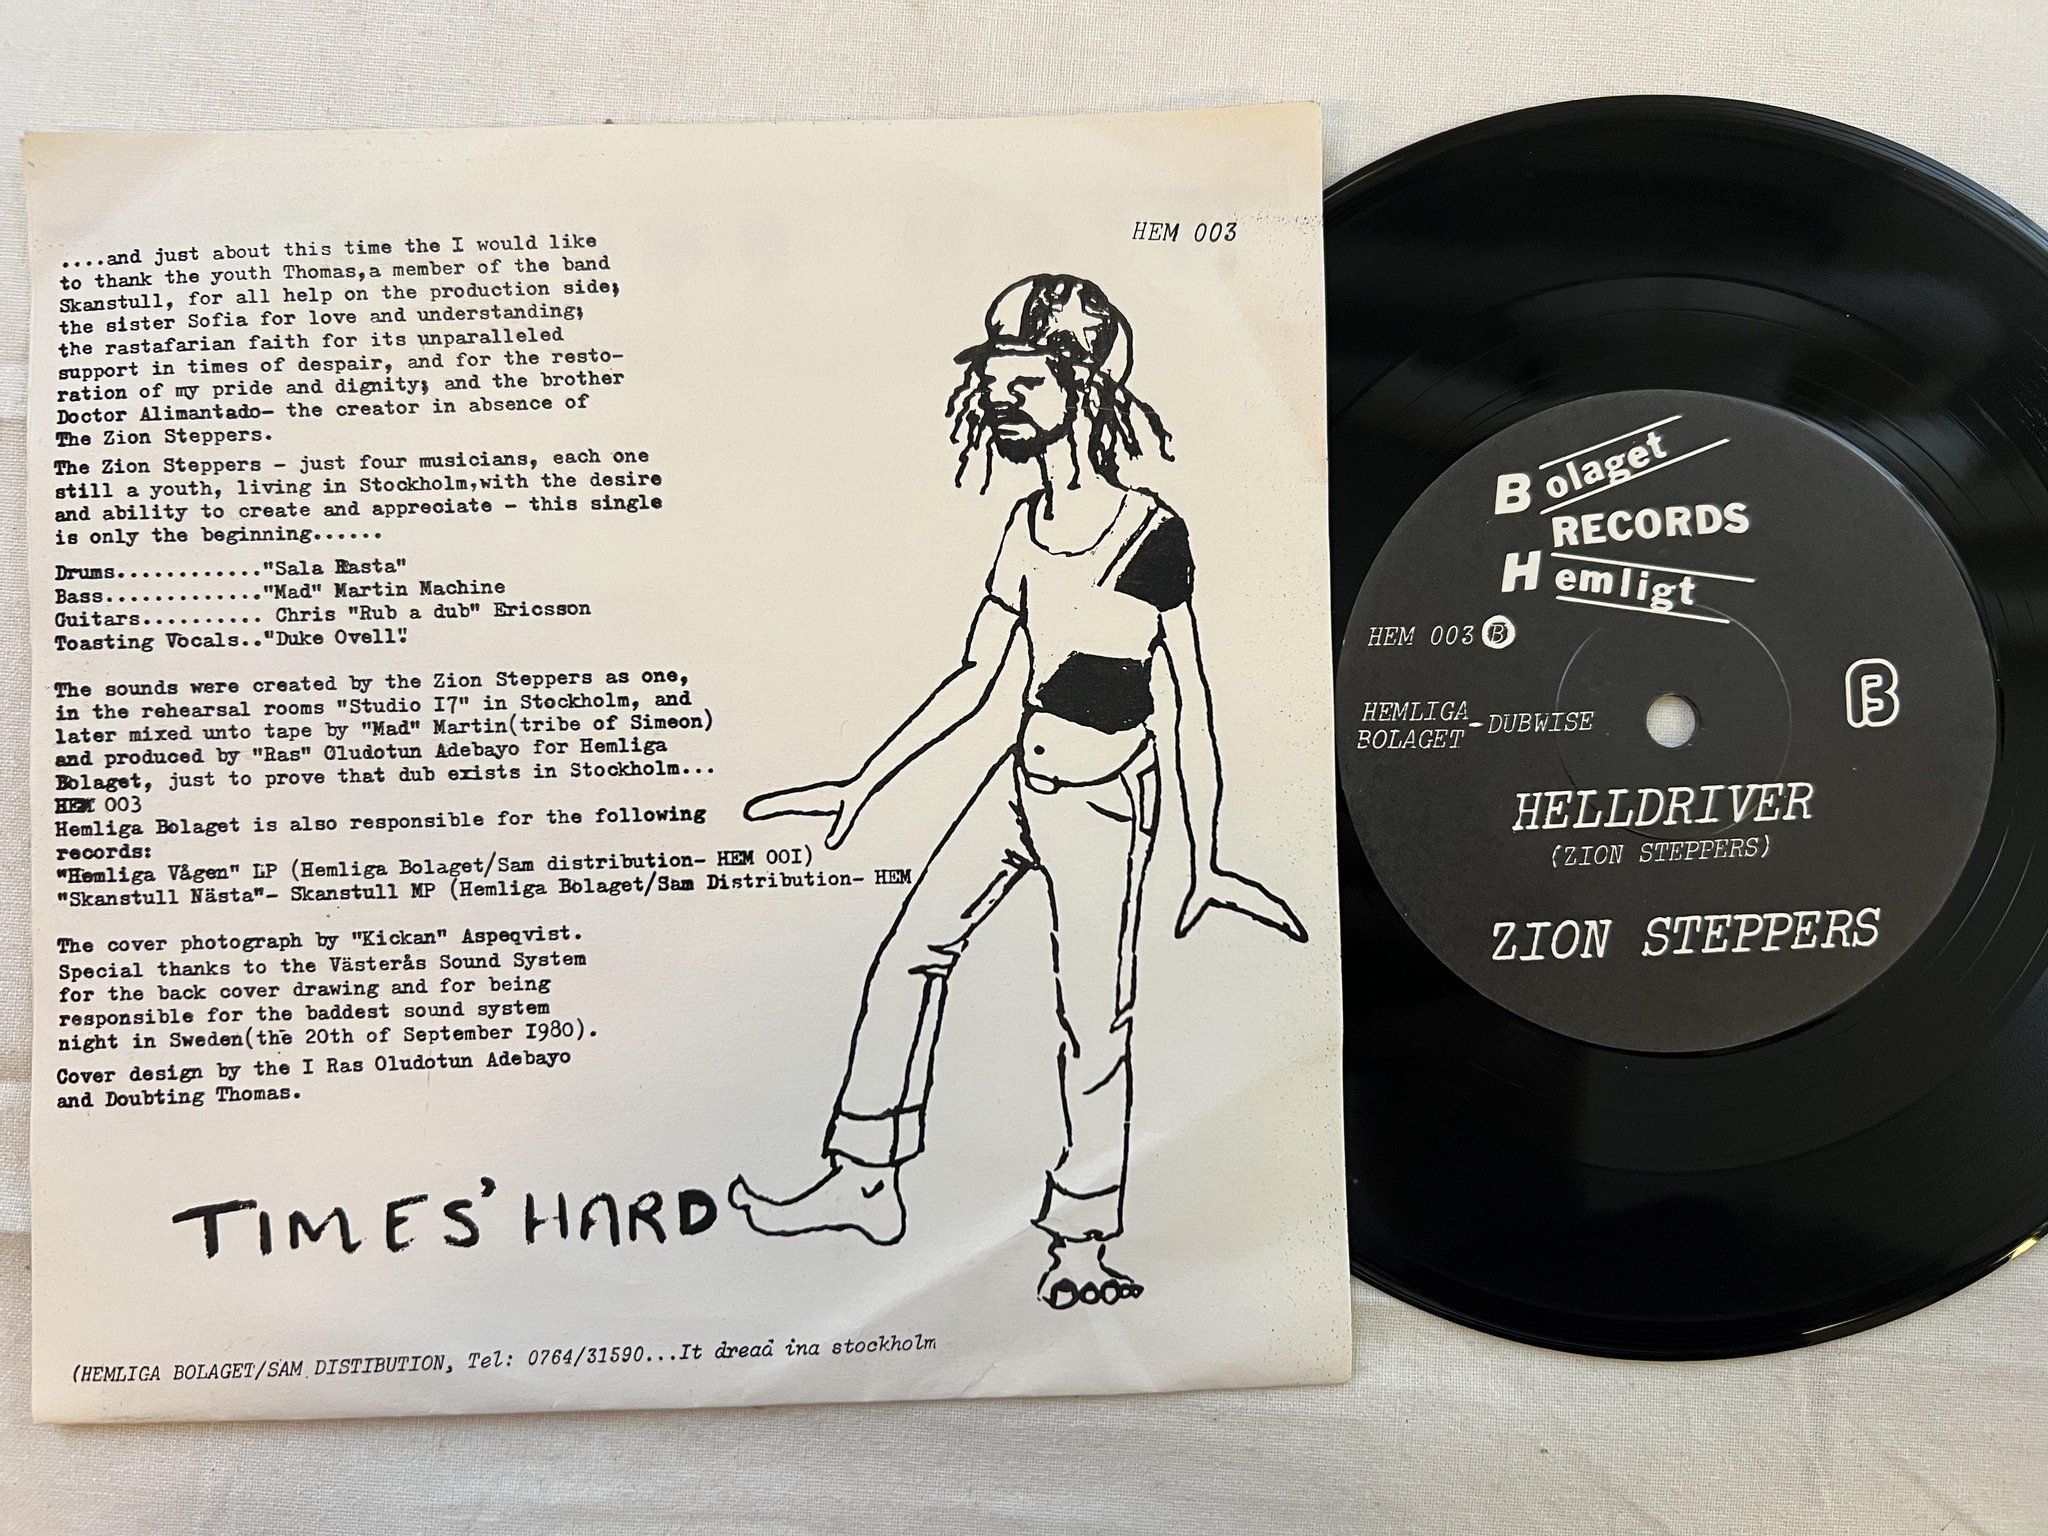 HEM 003
....and just about this time the I would like
to thank the youth Thomas,a member of the band
Skanstull, for all help on the production side;
the sister Sofia for love and understanding;
the rastafarian faith for its unparalleled
support in times of despair, and for the resto-
ration of my pride and dignity; and the brother
Doctor Alimantado- the creator in absence of
The Zion Steppers.
The Zion Steppers - just four musicians, each one
still a youth, living in Stockholm,with the desire
and ability to create and appreciate - this single
is only the beginning......
Drums............"Sala Rasta"
Bass............."Mad" Martin Machine
Guitars.......... Chris "Rub a dub" Ericsson
Toasting Vocals.."Duke Ovell".
The sounds were created by the Zion Steppers as one,
in the rehearsal rooms "Studio I7" in Stockholm, and
later mixed unto tape by "Mad" Martin(tribe of Simeon)
and produced by "Ras" Oludotun Adebayo for Hemliga
Bolaget, just to prove that dub exists in Stockholm...
HEM 003
Hemliga Bolaget is also responsible for the following
records:
"Hemliga Vågen" LP (Hemliga Bolaget/Sam distribution- HEM 00I)
"Skanstull Nästa"- Skanstull MP (Hemliga Bolaget/Sam Distribution- HEM
The cover photograph by "Kickan" Aspeqvist.
Special thanks to the Västerås Sound System
for the back cover drawing and for being
responsible for the baddest sound system
night in Sweden(the 20th of September I980).
Cover design by the I Ras Oludotun Adebayo
and Doubting Thomas.
TIMES' HARD
(HEMLIGA BOLAGET/SAM DISTIBUTION, Tel: 0764/31590...It dread ina stockholm
Bolaget
RECORDS
Hemligt
HEM 003 B
B
HEMLIGA
BOLAGET - DUBWISE
HELLDRIVER
(ZION STEPPERS)
ZION STEPPERS